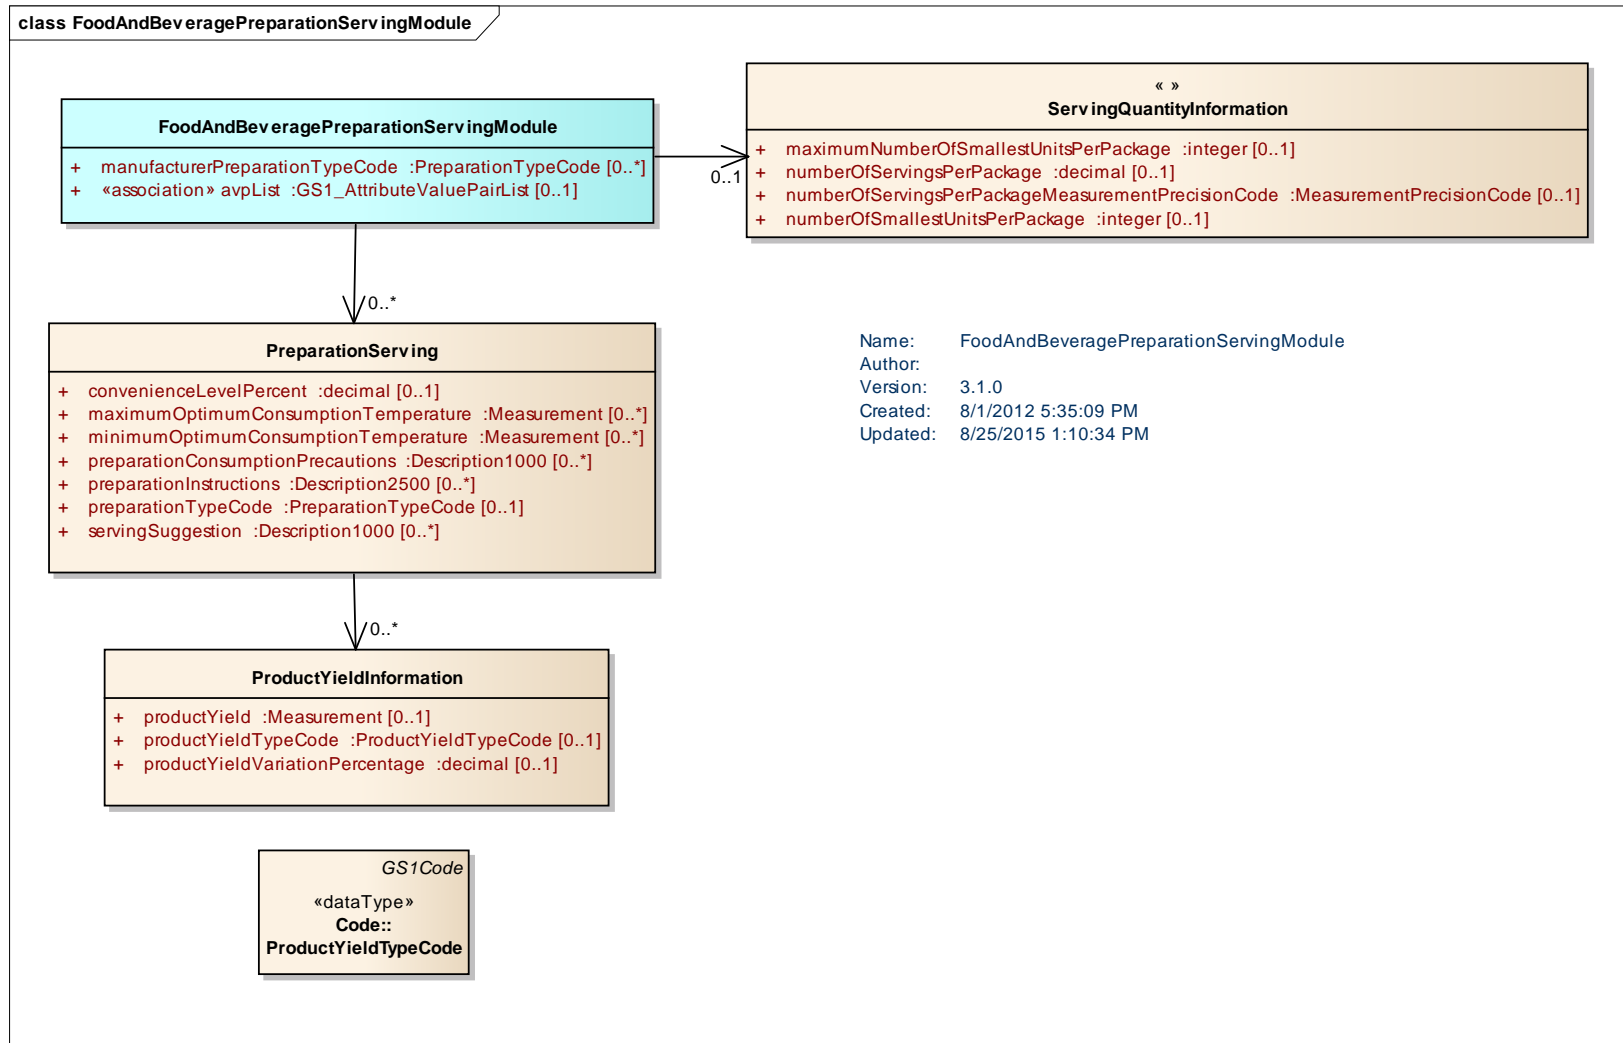 class FoodAndBeveragePreparationServingModule
FoodAndBeveragePreparationServingModule
+ manufacturerPreparationTypeCode :PreparationTypeCode [0..*]
+ «association» avpList :GS1_AttributeValuePairList [0..1]
0..1
« »
ServingQuantityInformation
+ maximumNumberOfSmallestUnitsPerPackage :integer [0..1]
+ numberOfServingsPerPackage :decimal [0..1]
+ numberOfServingsPerPackageMeasurementPrecisionCode :MeasurementPrecisionCode [0..1]
+ numberOfSmallestUnitsPerPackage :integer [0..1]
0..*
PreparationServing
+ convenienceLevelPercent :decimal [0..1]
+ maximumOptimumConsumptionTemperature :Measurement [0..*]
+ minimumOptimumConsumptionTemperature :Measurement [0..*]
+ preparationConsumptionPrecautions :Description1000 [0..*]
+ preparationInstructions :Description2500 [0..*]
+ preparationTypeCode :PreparationTypeCode [0..1]
+ servingSuggestion :Description1000 [0..*]
Name: FoodAndBeveragePreparationServingModule
Author:
Version: 3.1.0
Created: 8/1/2012 5:35:09 PM
Updated: 8/25/2015 1:10:34 PM
0..*
ProductYieldInformation
+ productYield :Measurement [0..1]
+ productYieldTypeCode :ProductYieldTypeCode [0..1]
+ productYieldVariationPercentage :decimal [0..1]
GS1Code
«dataType»
Code::
ProductYieldTypeCode